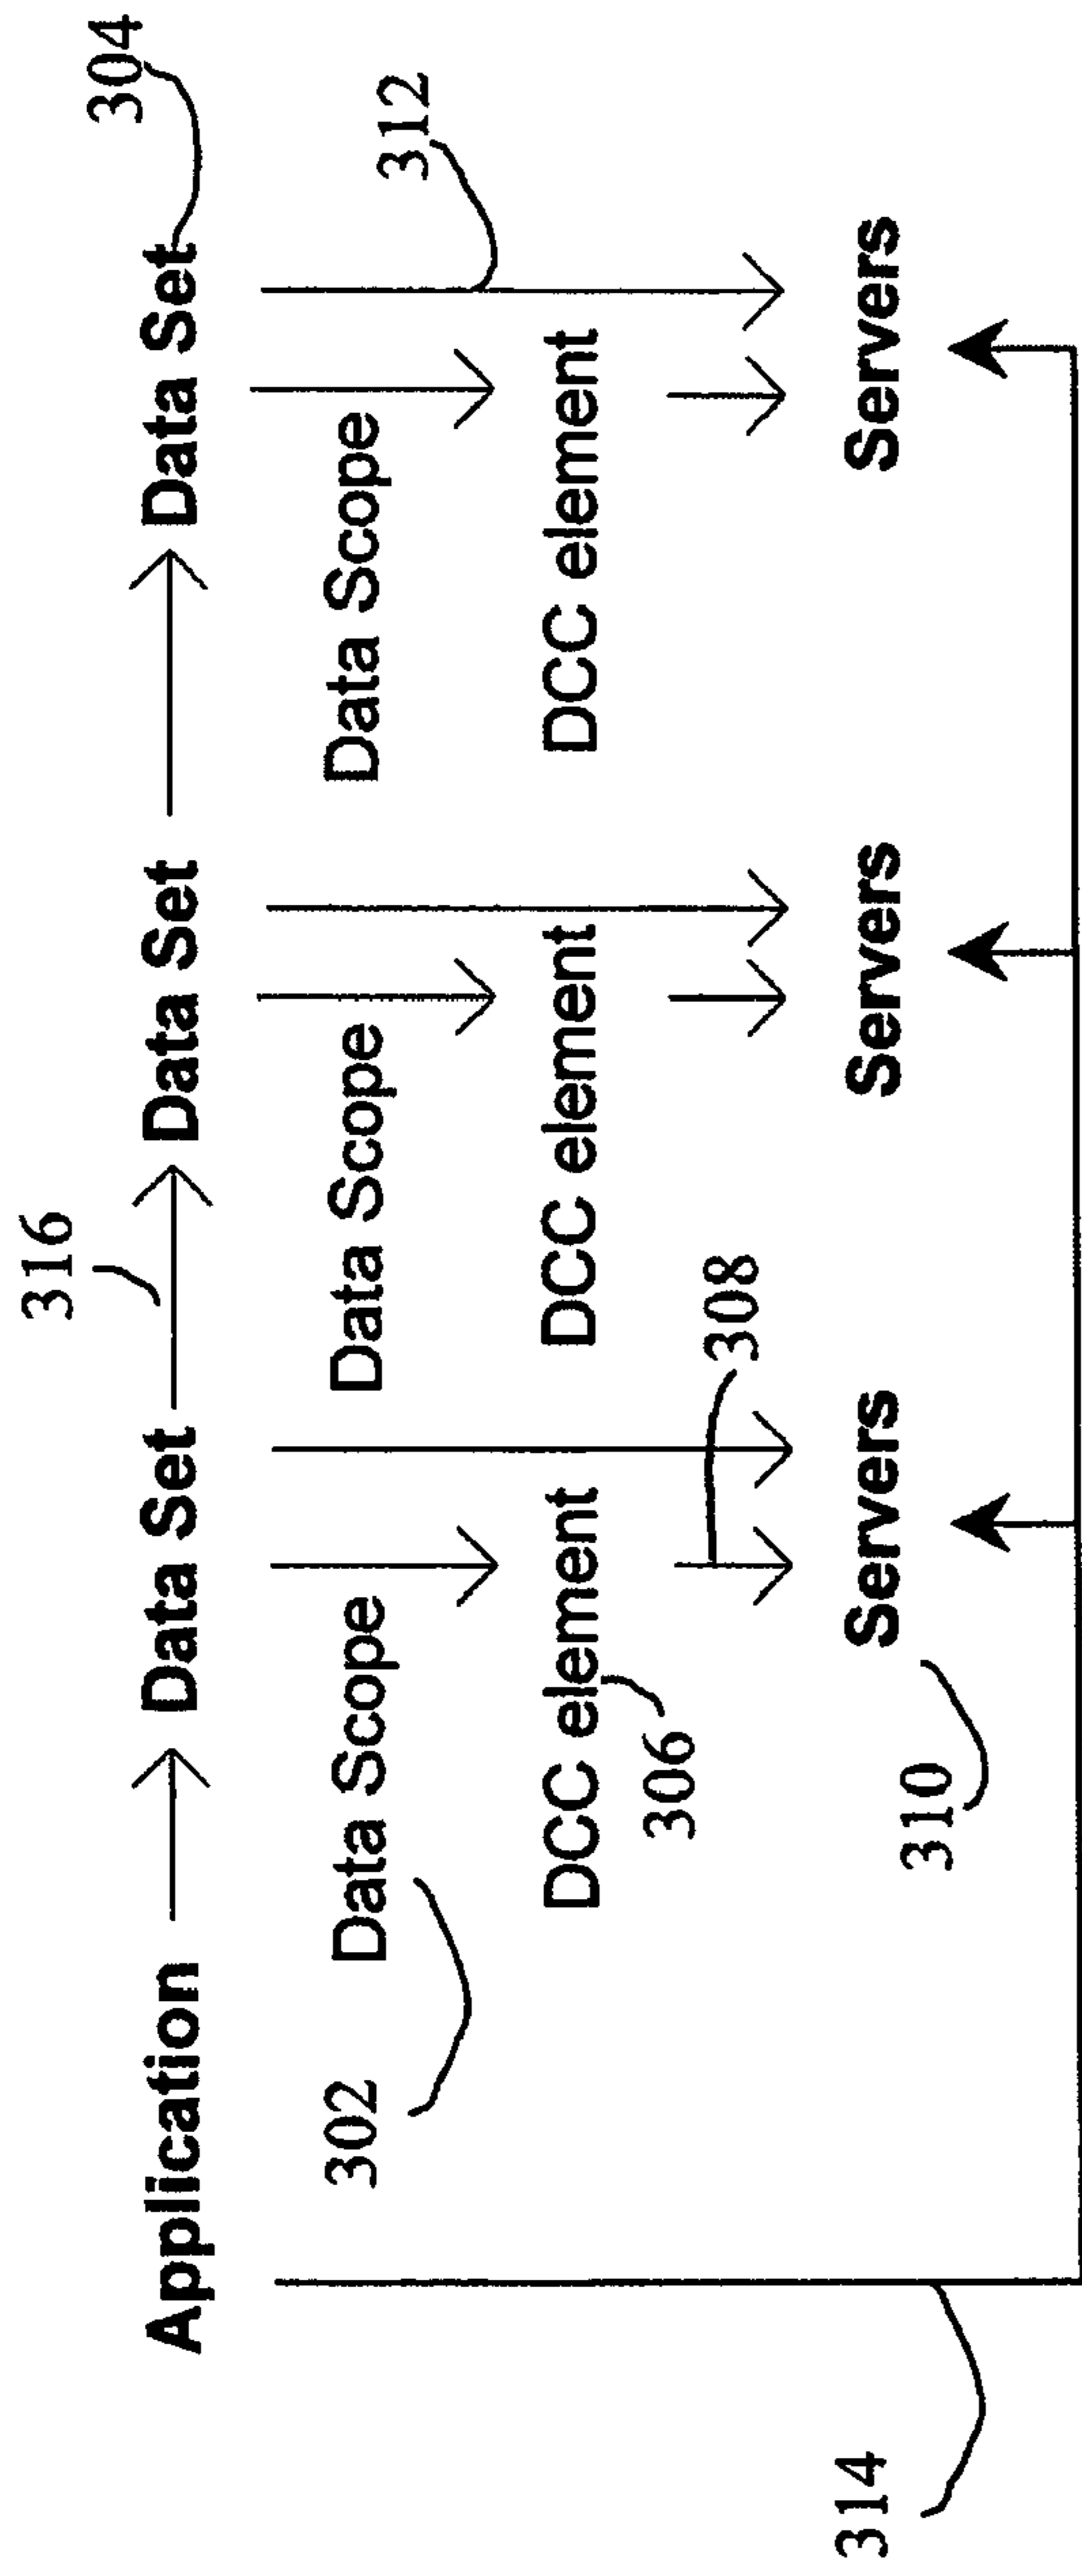 316
304
Application Data Set Data Set Data Set
312
302
Data Scope Data Scope Data Scope
DCC element DCC element DCC element
306
308
314
310
Servers Servers Servers